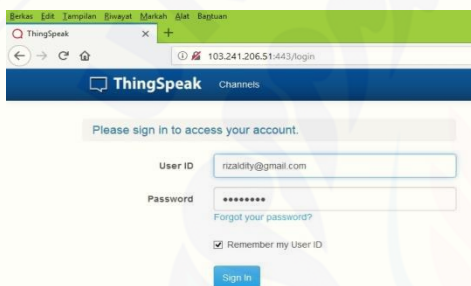 Berkas Edit Tampilan Riwayat Markah Alat Bantuan
ThingSpeak × +
103.241.206.51:443/login
ThingSpeak Channels
Please sign in to access your account.
User ID rizaldity@gmail.com
Password ••••••••
Forgot your password?
Remember my User ID
Sign In